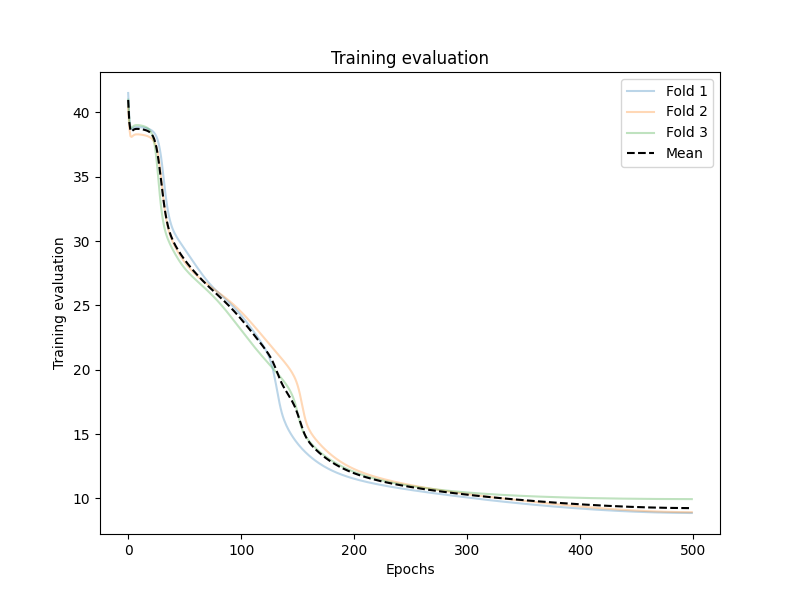 Training evaluation
Fold 1
Fold 2
Fold 3
Mean
Training evaluation
40
35
30
25
20
15
10
0 100 200 300 400 500
Epochs